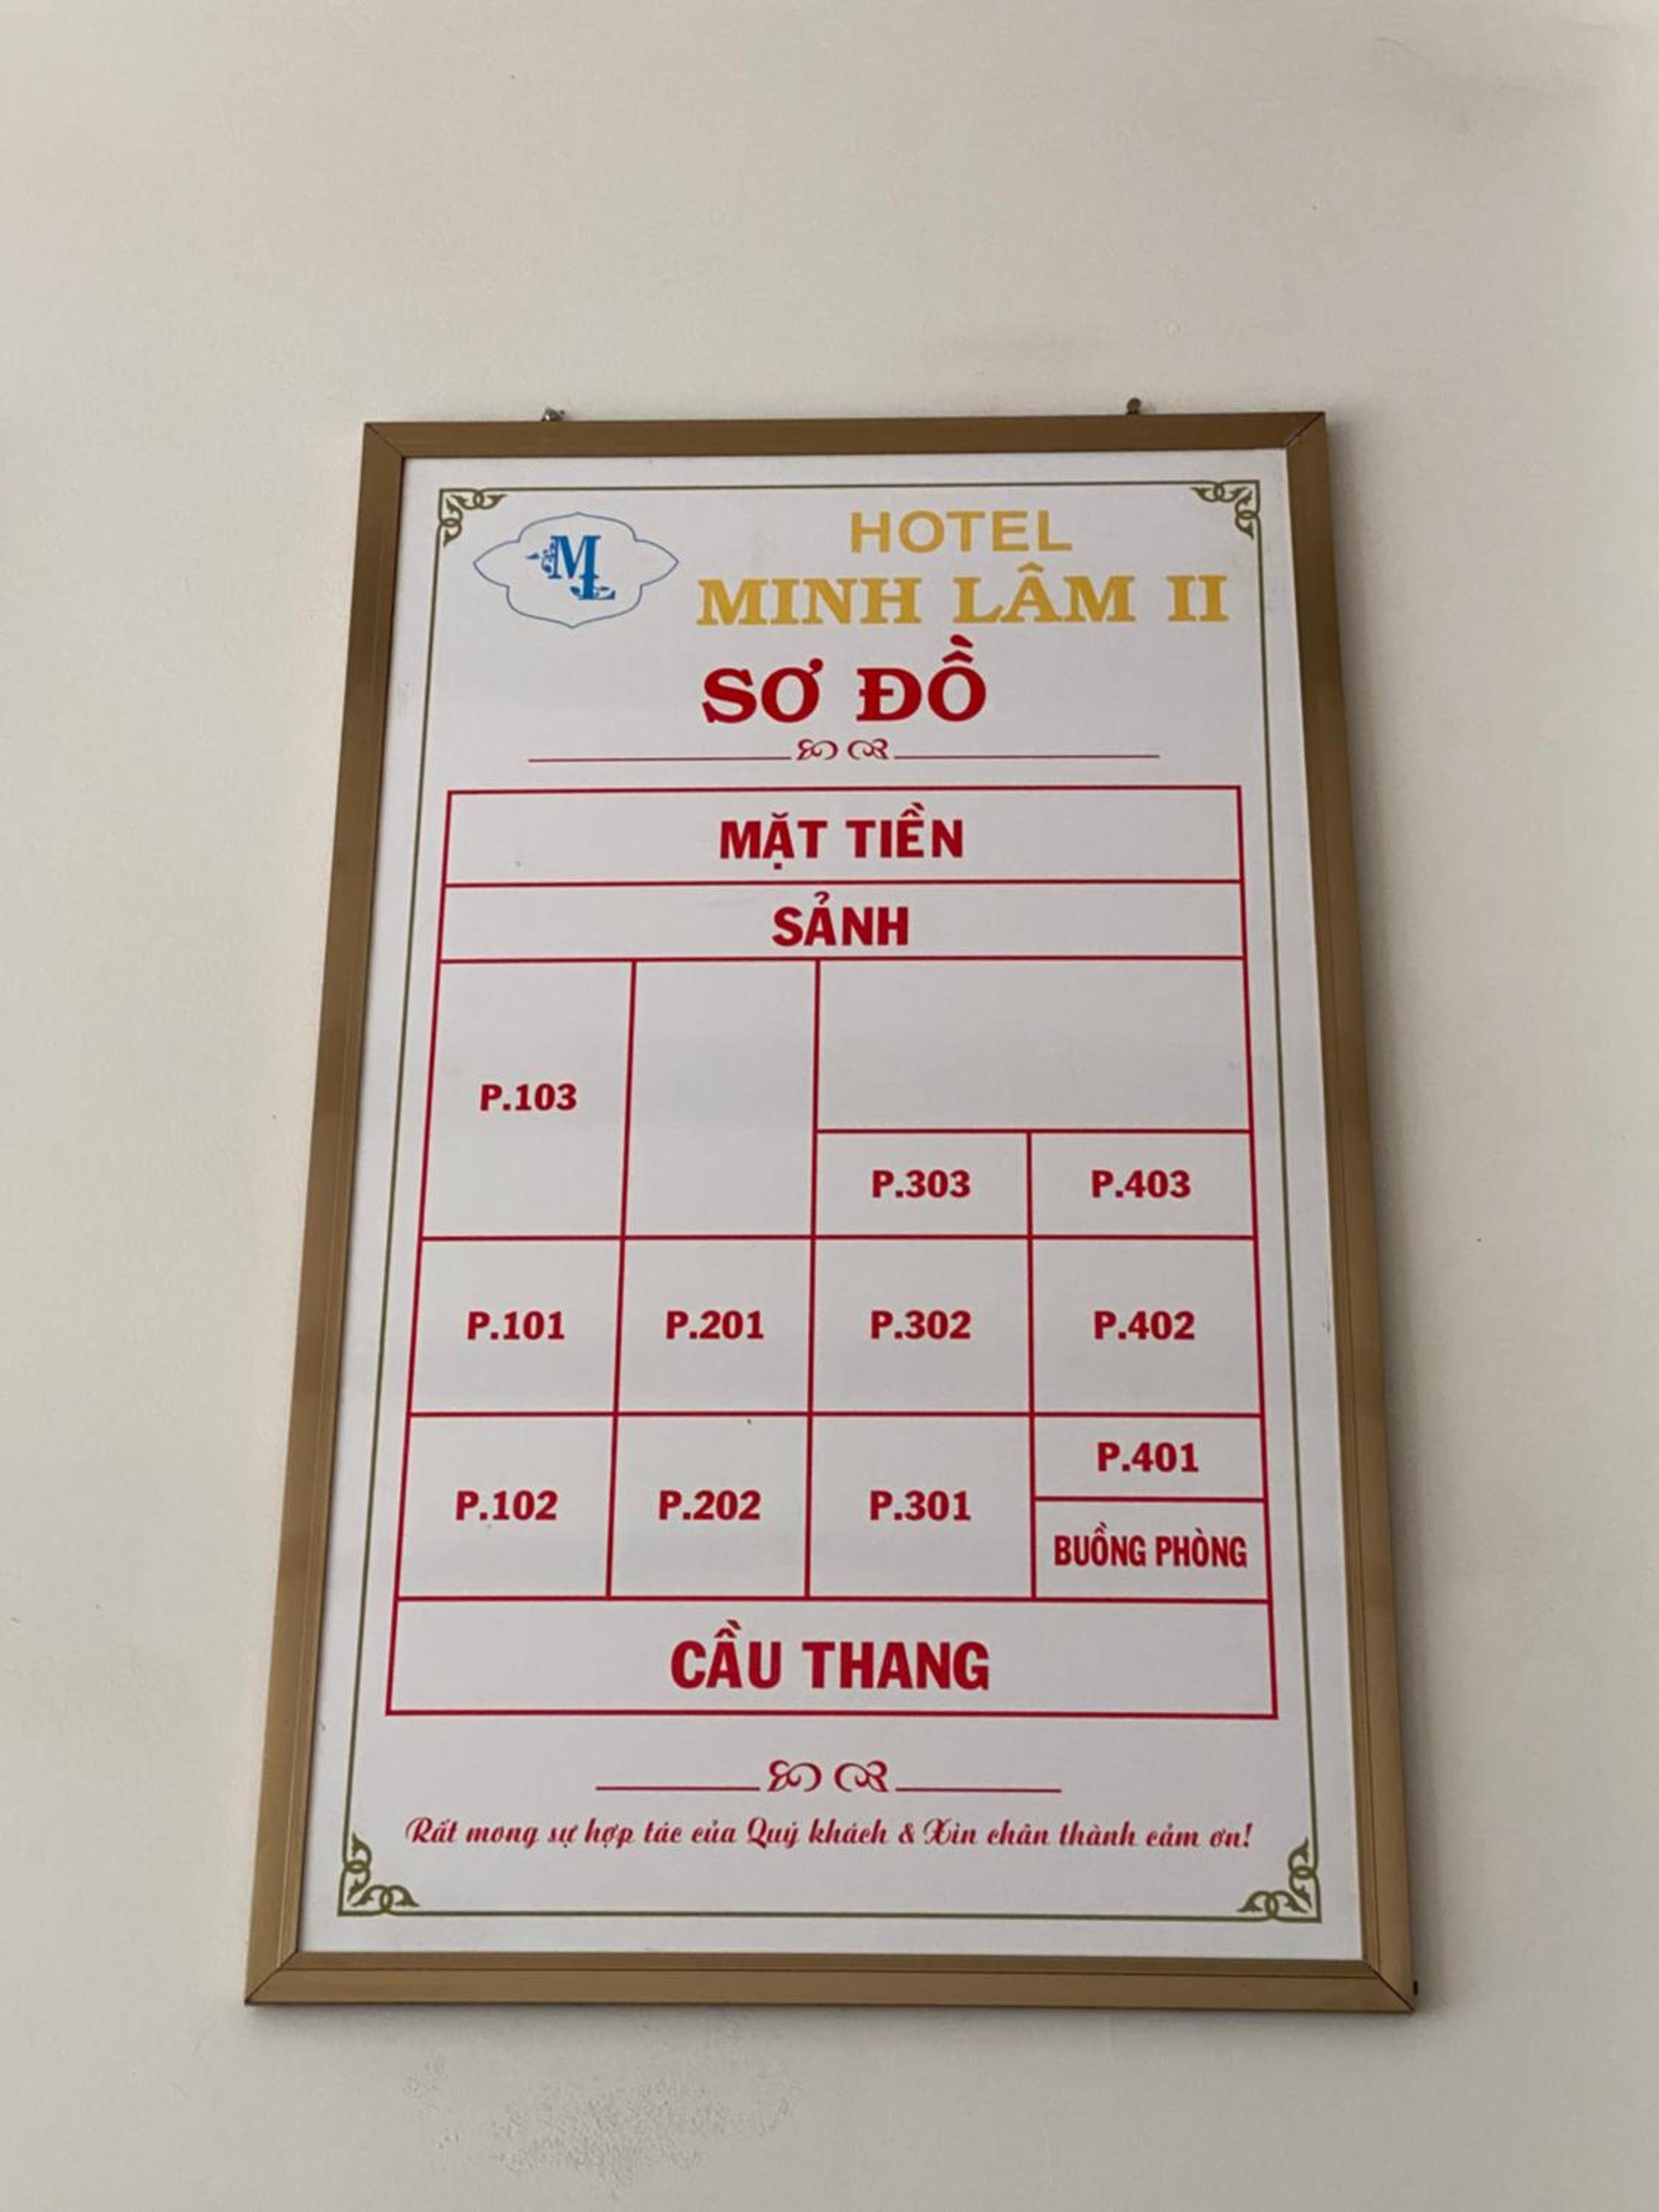 ML
HOTEL
MINH LÂM II
SƠ ĐỒ
MẶT TIỀN
SẢNH
P.103
P.303 P.403
P.101 P.201 P.302 P.402
P.401
P.102 P.202 P.301
BUỒNG PHÒNG
CẦU THANG
Rất mong sự hợp tác của Quý khách & Xin chân thành cảm ơn!